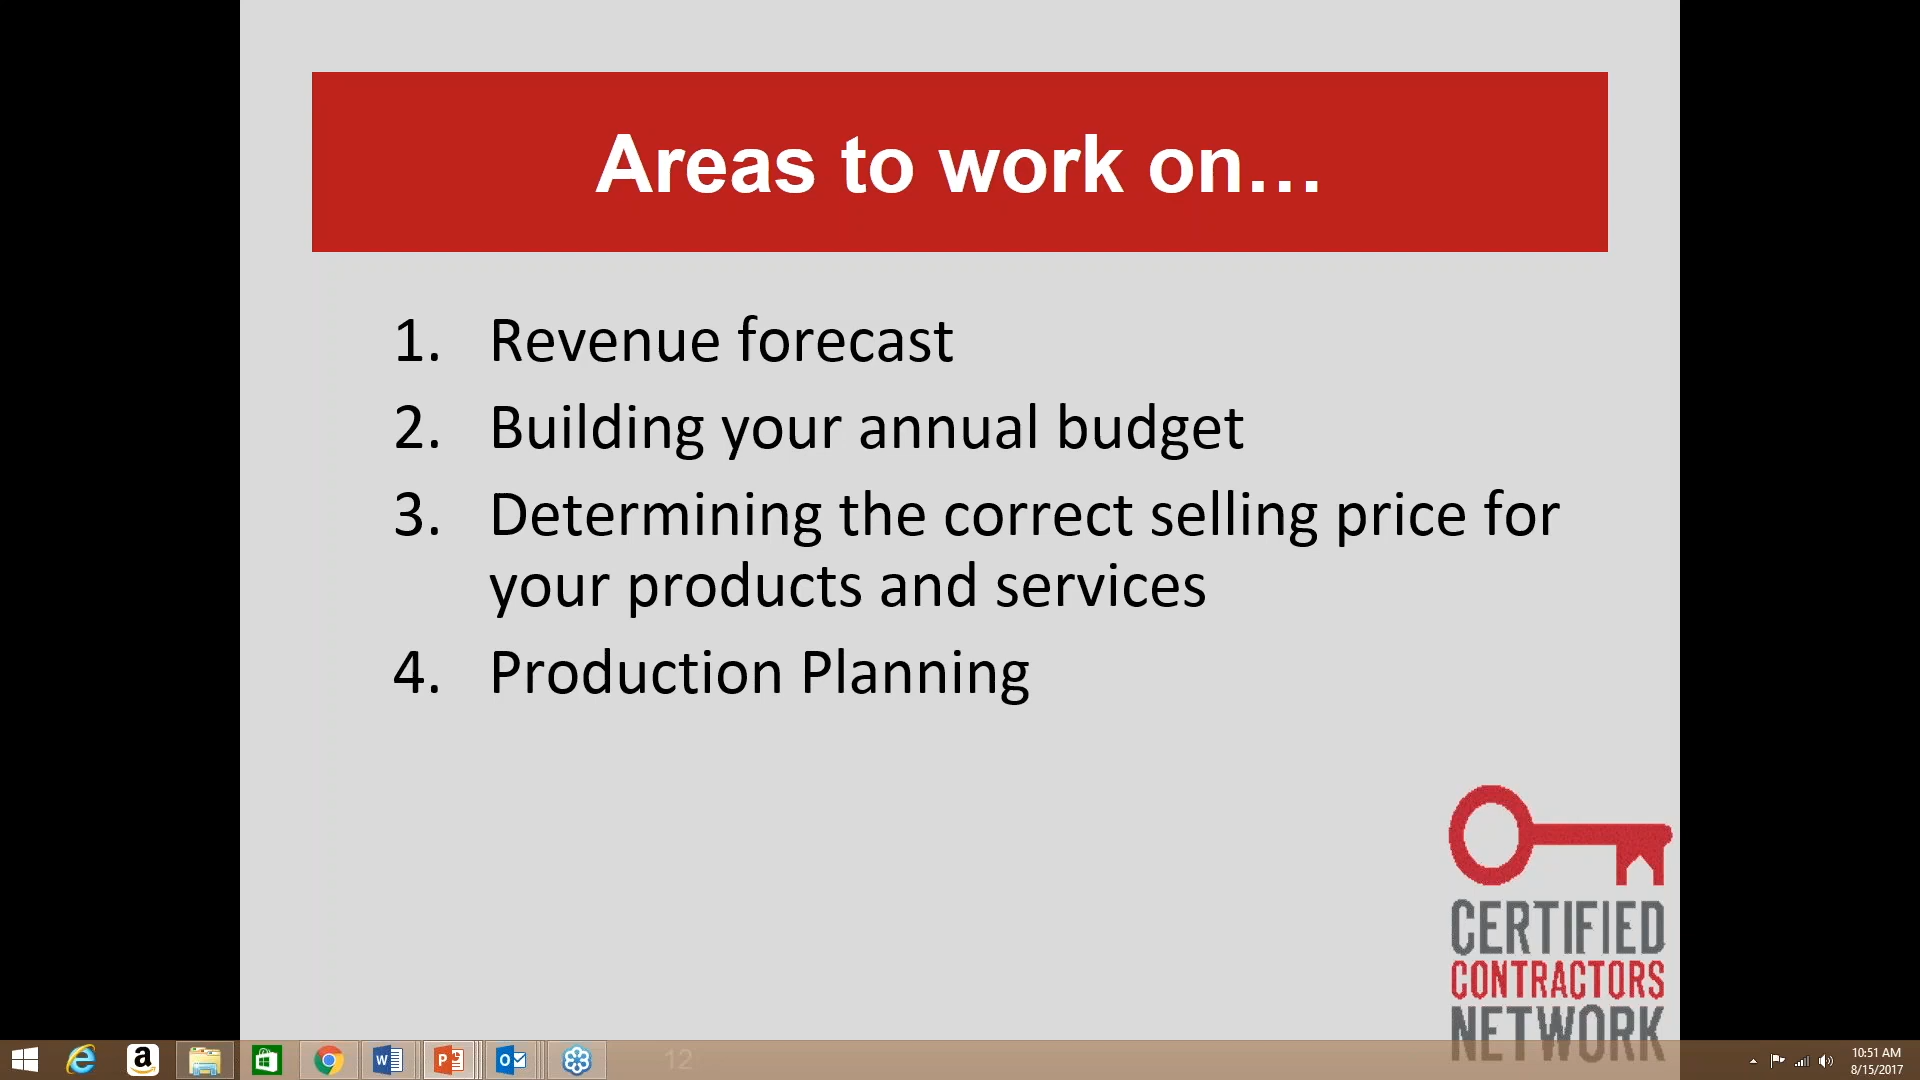 Areas to work on…
1. Revenue forecast
2. Building your annual budget
3. Determining the correct selling price for
your products and services
4. Production Planning
CERTIFIED
CONTRACTORS
NETWORK
12
10:51 AM
8/15/2017